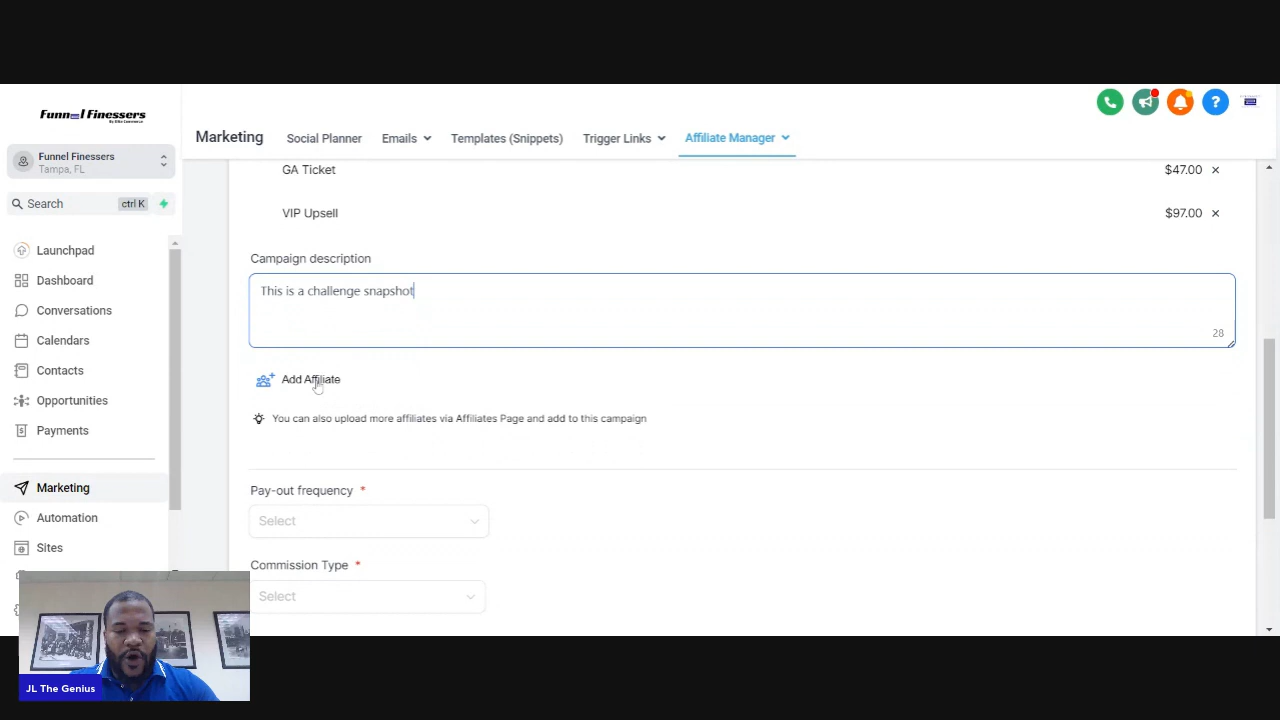 Funnel Finessers
Funnel Finessers
Tampa, FL
Search
ctrl K
Launchpad
Dashboard
Conversations
Calendars
Contacts
Opportunities
Payments
Marketing
Automation
Sites
Marketing
Social Planner
Emails
Templates (Snippets)
Trigger Links
Affiliate Manager
GA Ticket
$47.00
VIP Upsell
$97.00
Campaign description
This is a challenge snapshot
28
Add Affiliate
You can also upload more affiliates via Affiliates Page and add to this campaign
Pay-out frequency *
Select
Commission Type *
Select
JL The Genius